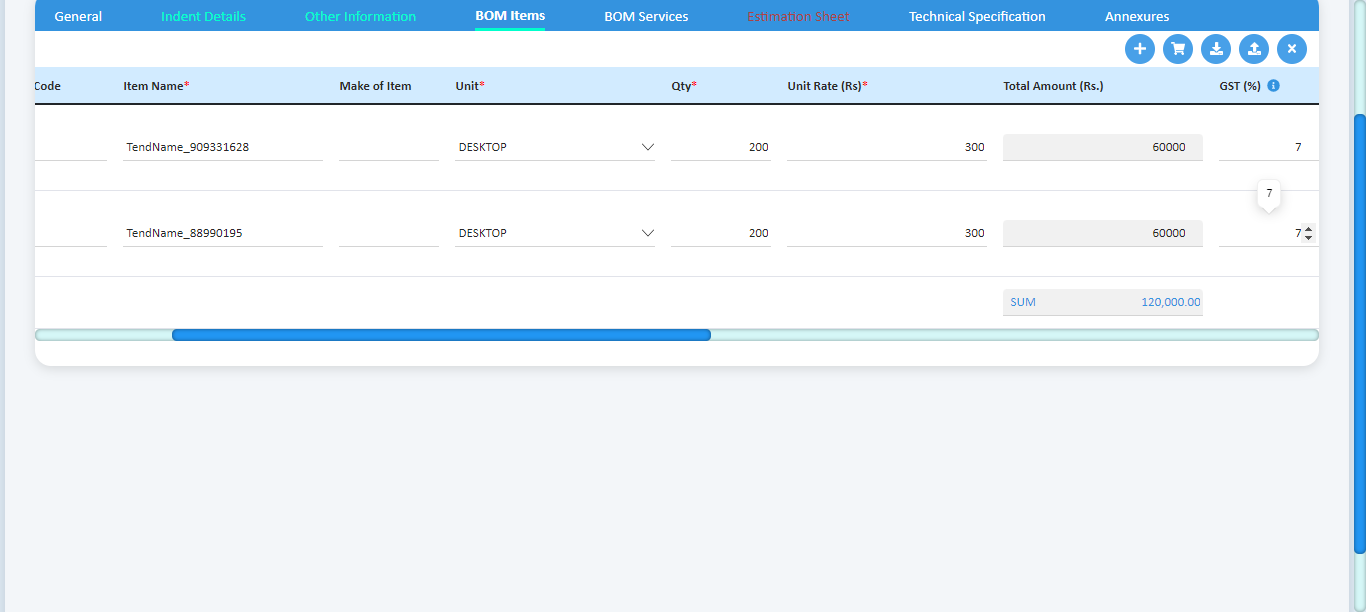 General Indent Details Other Information BOM Items BOM Services Estimation Sheet Technical Specification Annexures
Code Item Name* Make of Item Unit* Qty* Unit Rate (Rs)* Total Amount (Rs.) GST (%)
TendName_909331628 DESKTOP 200 300 60000 7
7
TendName_88990195 DESKTOP 200 300 60000 7
SUM 120,000.00